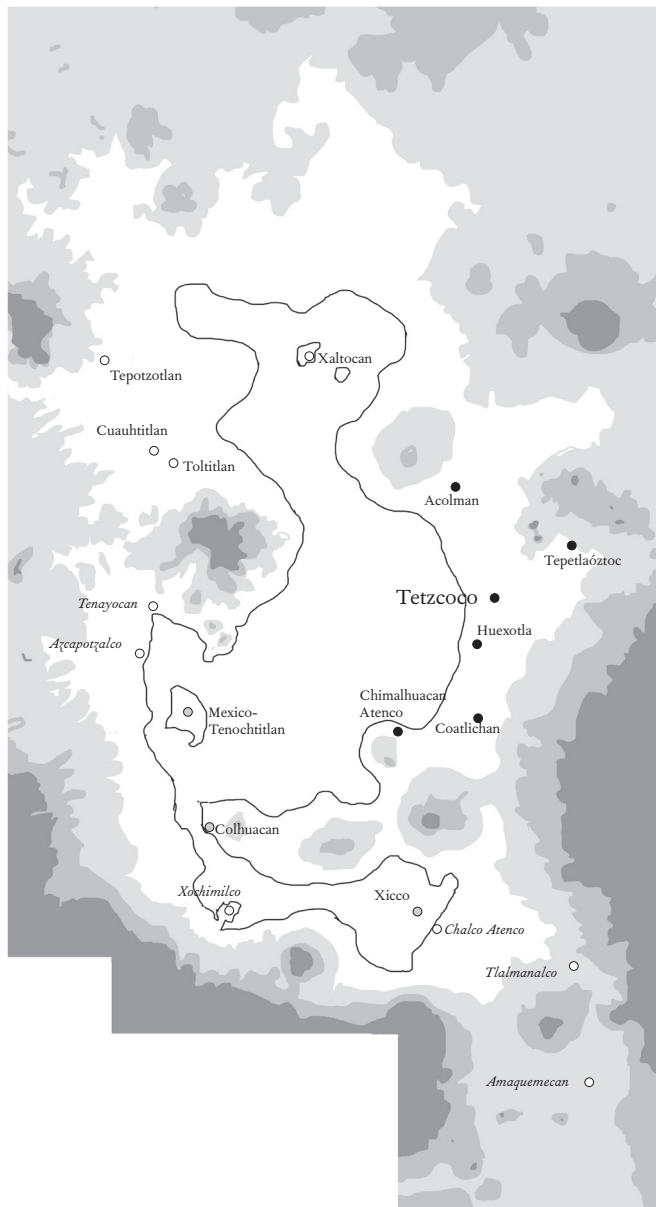 Xaltocan
Tepotzotlan
Cuauhtitlan
Toltitlan
Acolman
Tepetlaóztoc
Tetzcoco
Tenayocan
Huexotla
Azcapotzalco
Chimalhuacan
Atenco
Mexico-
Tenochtitlan
Coatlichan
Colhuacan
Xochimilco
Xicco
Chalco Atenco
Tlalmanalco
Amaquemecan